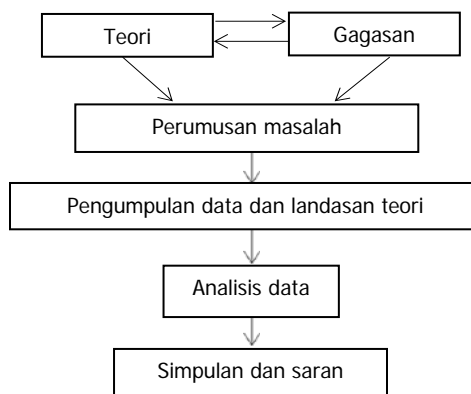 Teori
Gagasan
Perumusan masalah
Pengumpulan data dan landasan teori
Analisis data
Simpulan dan saran